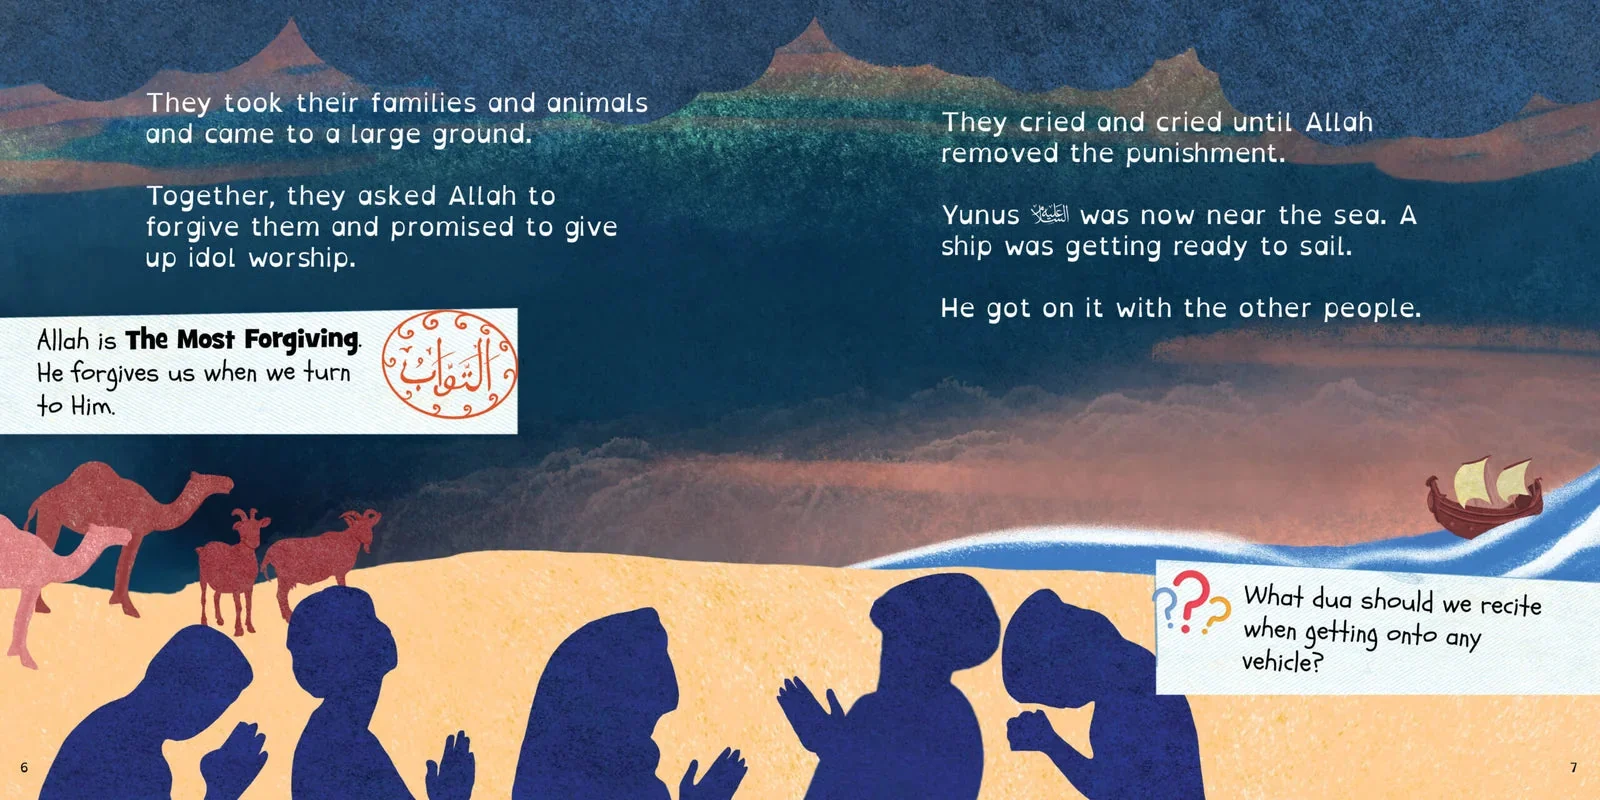 They took their families and animals
and came to a large ground.
Together, they asked Allah to
forgive them and promised to give
up idol worship.
Allah is The Most Forgiving.
He forgives us when we turn
to Him.
التَّوَّابُ
6
They cried and cried until Allah
removed the punishment.
Yunus عليه السلام was now near the sea. A
ship was getting ready to sail.
He got on it with the other people.
???
What dua should we recite
when getting onto any
vehicle?
7